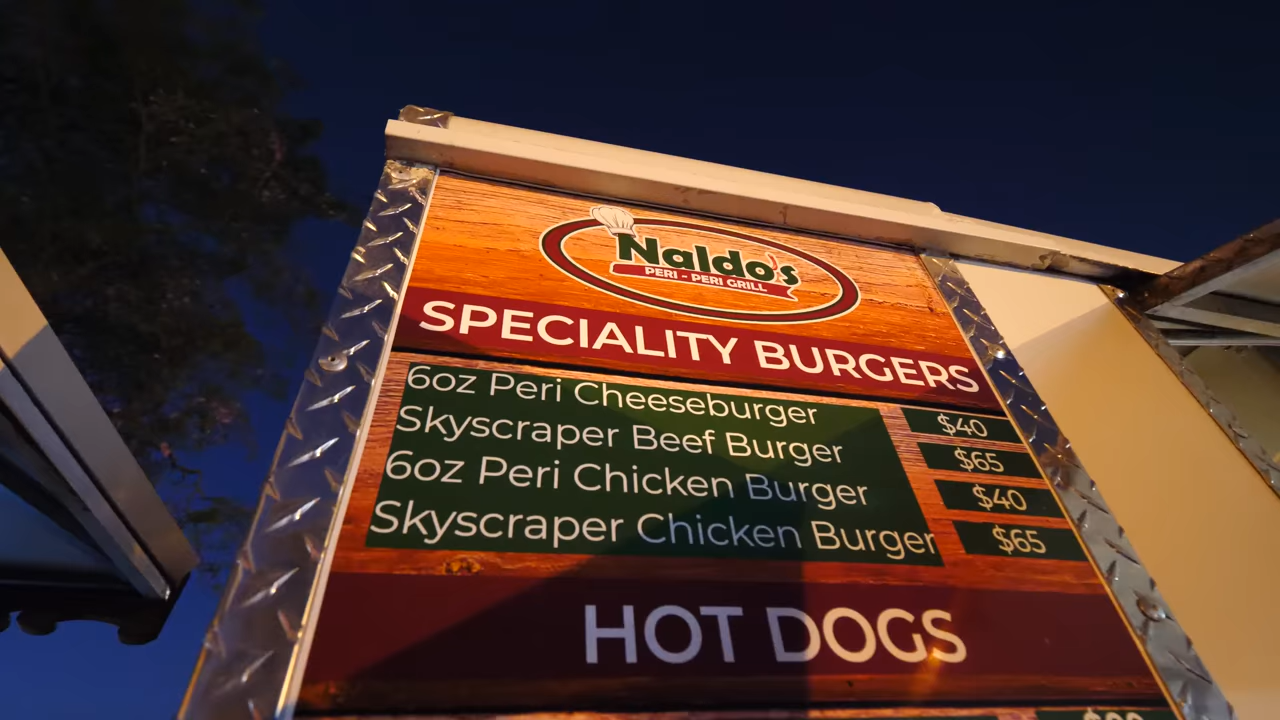 Naldo's
PERI - PERI GRILL
SPECIALITY BURGERS
6oz Peri Cheeseburger $40
Skyscraper Beef Burger $65
6oz Peri Chicken Burger $40
Skyscraper Chicken Burger $65
HOT DOGS